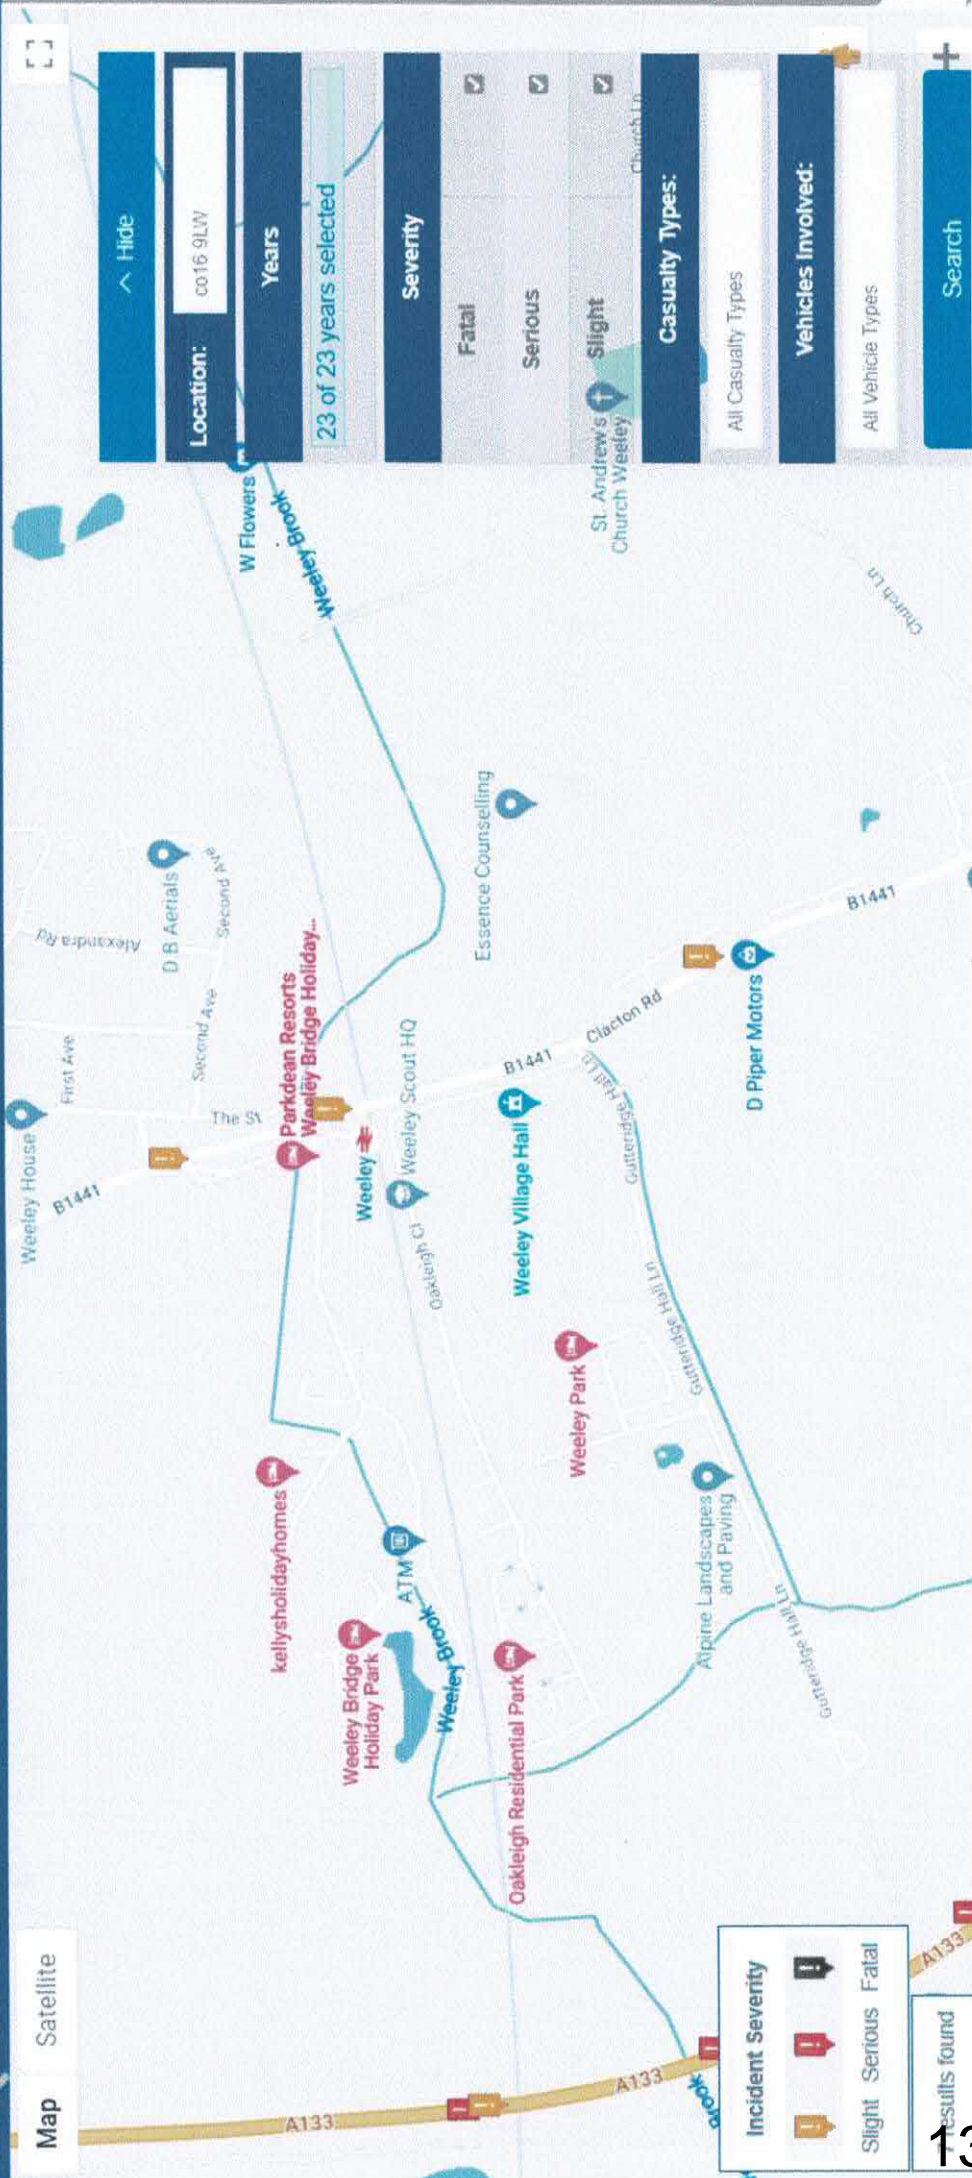 Map
Satellite
Hide
Location:
co16 9LW
Years
23 of 23 years selected
Severity
Fatal
Serious
Slight
Casualty Types:
All Casualty Types
Vehicles Involved:
All Vehicle Types
Search
Weeley House
First Ave
Alexandra Rd
D B Aerials
Second Ave
Second Ave
The St
B1441
Parkdean Resorts
Weeley Bridge Holiday...
W Flowers
Weeley Brook
kellysholidayhomes
Weeley
Weeley Scout HQ
Oakleigh Cl
Weeley Bridge
Holiday Park
ATM
Weeley Brook
Essence Counselling
St. Andrew's
Church Weeley
Church Ln
Church Ln
B1441
Clacton Rd
Weeley Village Hall
Gutteridge Hall Ln
Gutteridge Hall Ln
Gutteridge Hall Ln
Weeley Park
Oakleigh Residential Park
Alpine Landscapes
and Paving
D Piper Motors
B1441
A133
A133
A133
Brook
Incident Severity
Slight Serious Fatal
results found
13